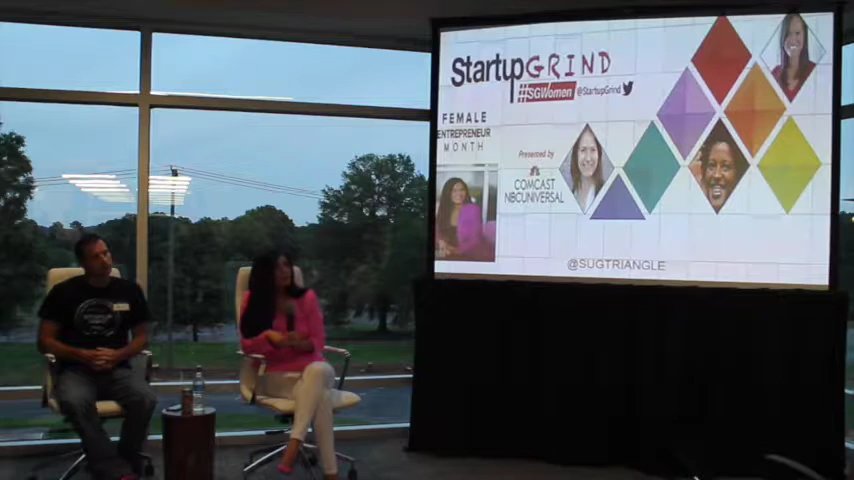 StartupGRIND
#SGWomen @StartupGrind
FEMALE
ENTREPRENEUR
MONTH
Presented by
COMCAST
NBCUNIVERSAL
@SUGTRIANGLE